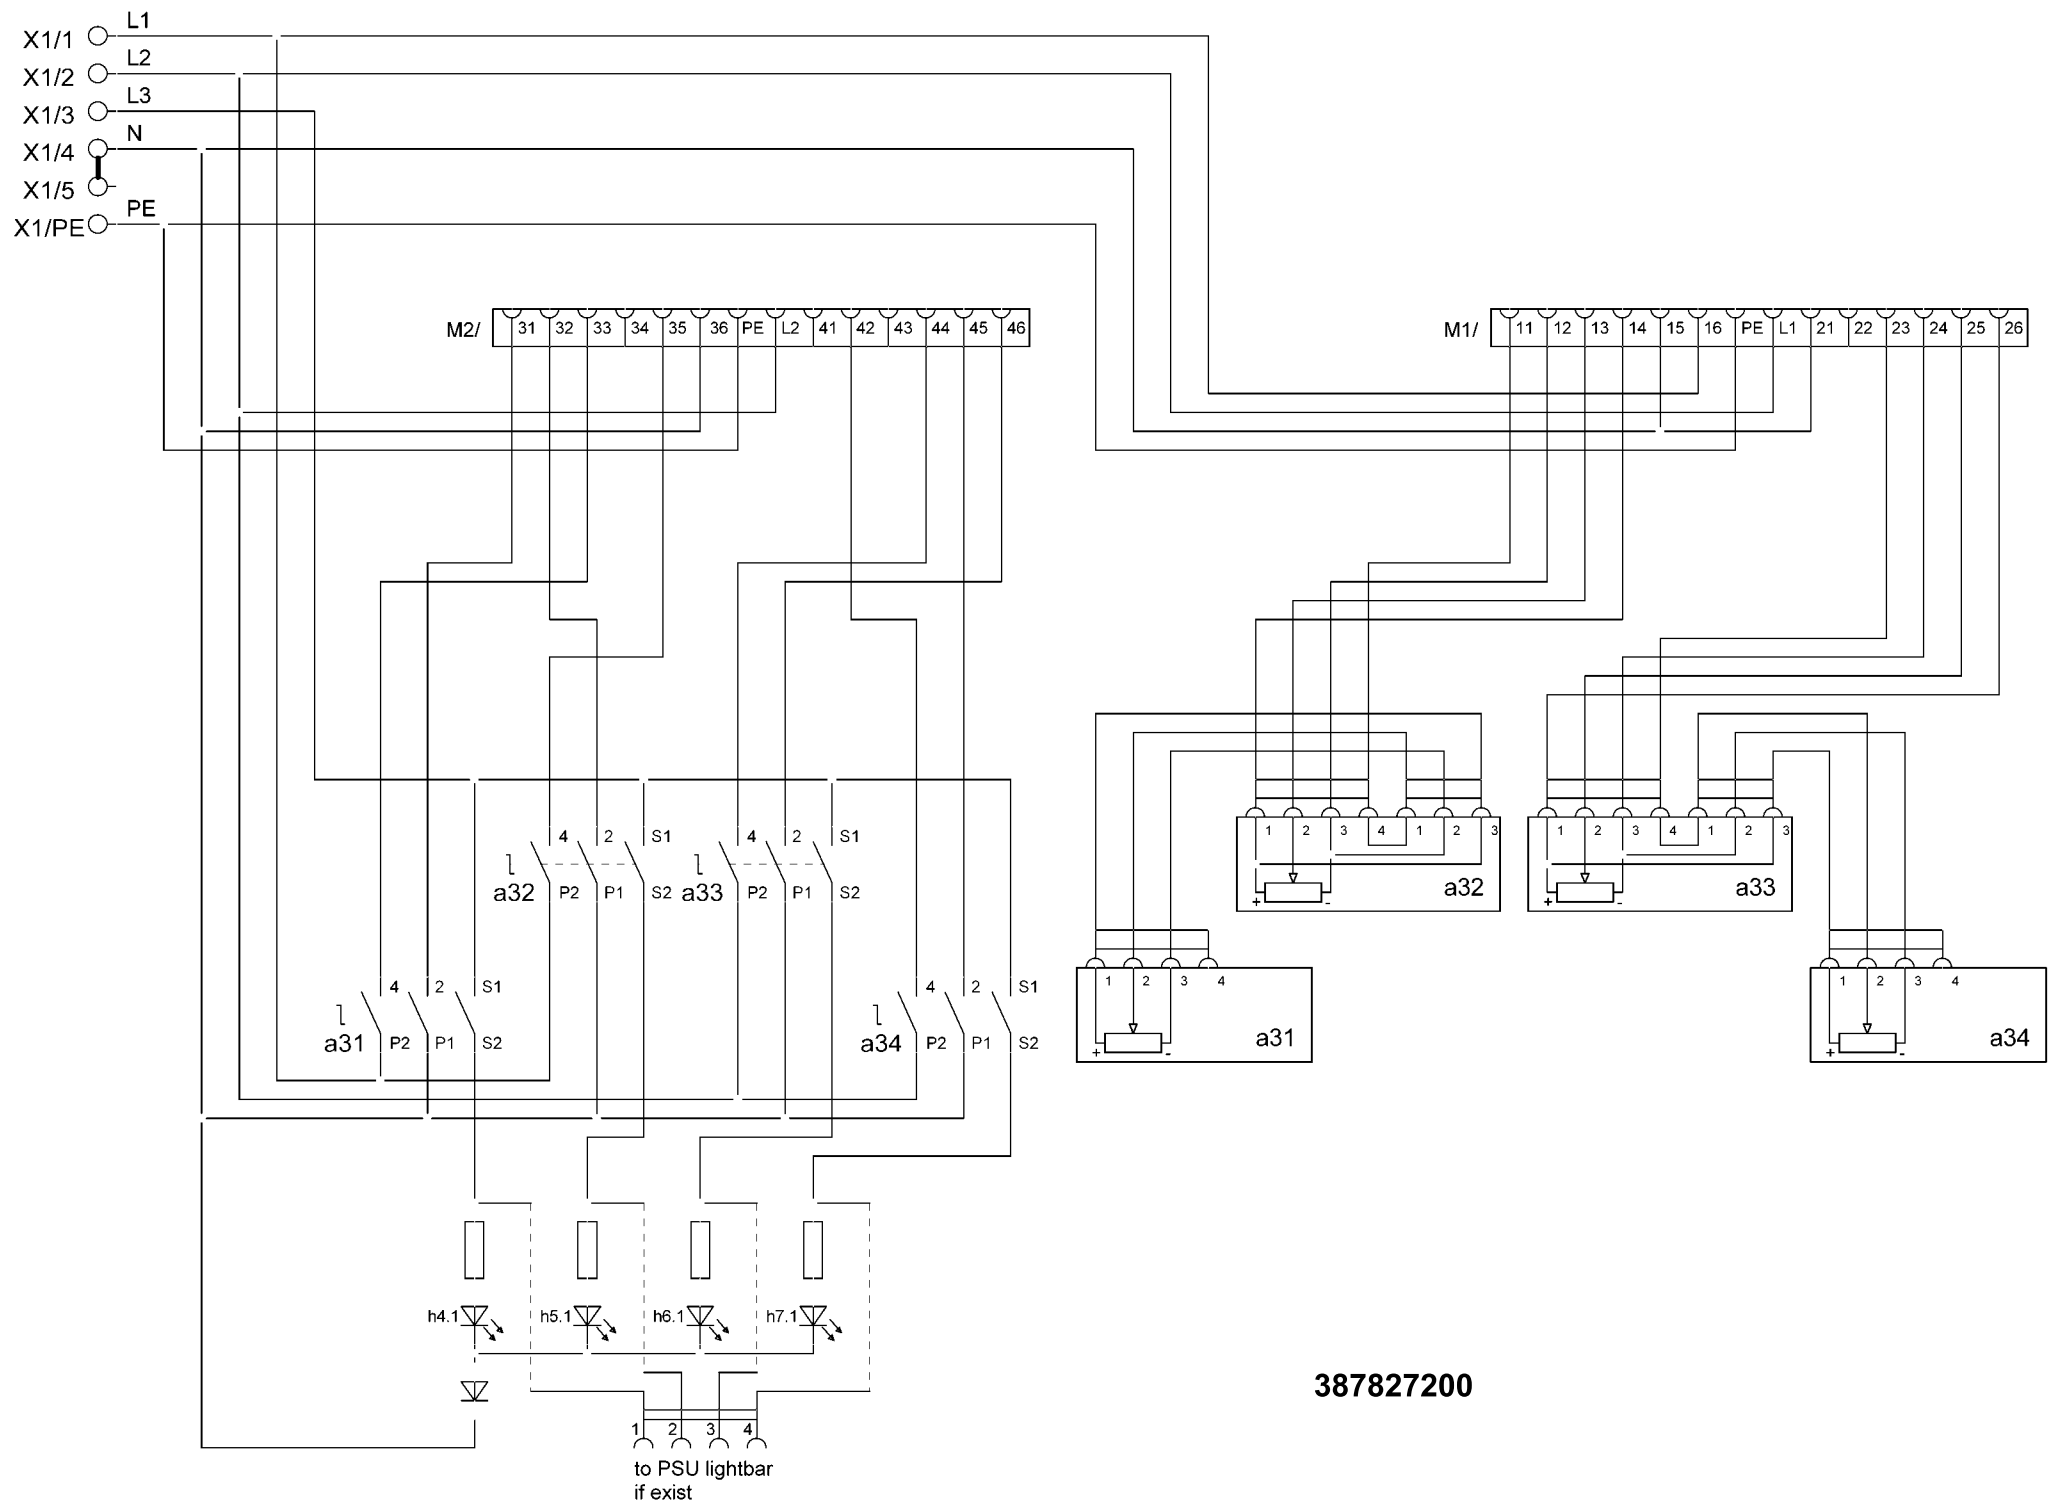 X1/1 L1
X1/2 L2
X1/3 L3
X1/4 N
X1/5
X1/PE PE
M2/ 31 32 33 34 35 36 PE L2 41 42 43 44 45 46
M1/ 11 12 13 14 15 16 PE L1 21 22 23 24 25 26
4 2 S1
l a32 P2 P1 S2
4 2 S1
l a33 P2 P1 S2
1 2 3 4 1 2 3
+ - a32
1 2 3 4 1 2 3
+ - a33
4 2 S1
l a31 P2 P1 S2
4 2 S1
l a34 P2 P1 S2
1 2 3 4
+ - a31
1 2 3 4
+ - a34
h4.1 h5.1 h6.1 h7.1
387827200
1 2 3 4
to PSU lightbar
if exist